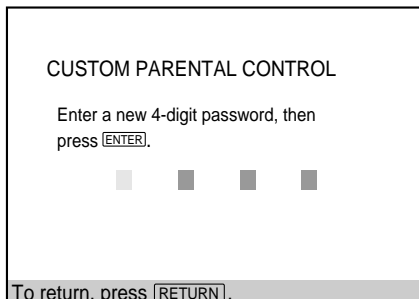 CUSTOM PARENTAL CONTROL
Enter a new 4-digit password, then
press ENTER.
To return, press RETURN.